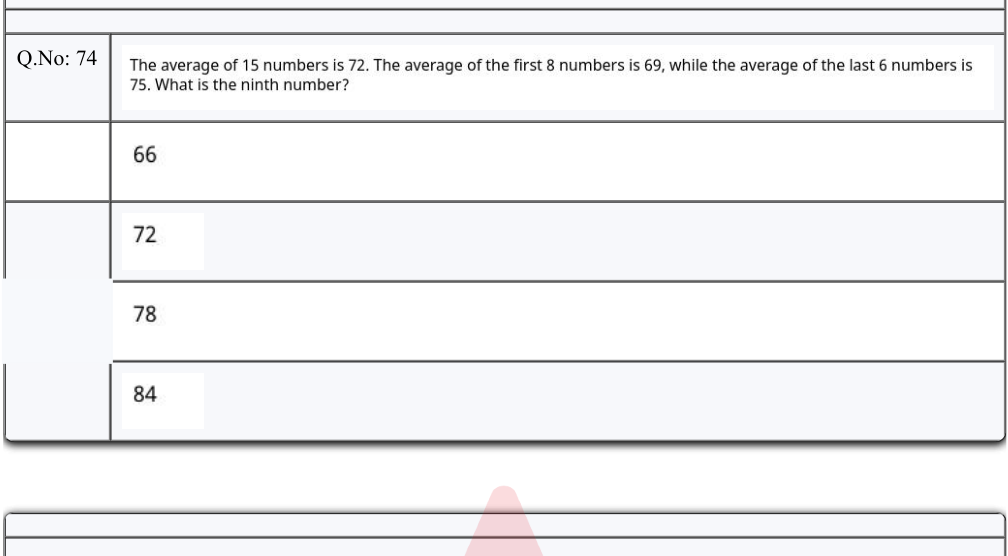 Q.No: 74
The average of 15 numbers is 72. The average of the first 8 numbers is 69, while the average of the last 6 numbers is
75. What is the ninth number?
66
72
78
84